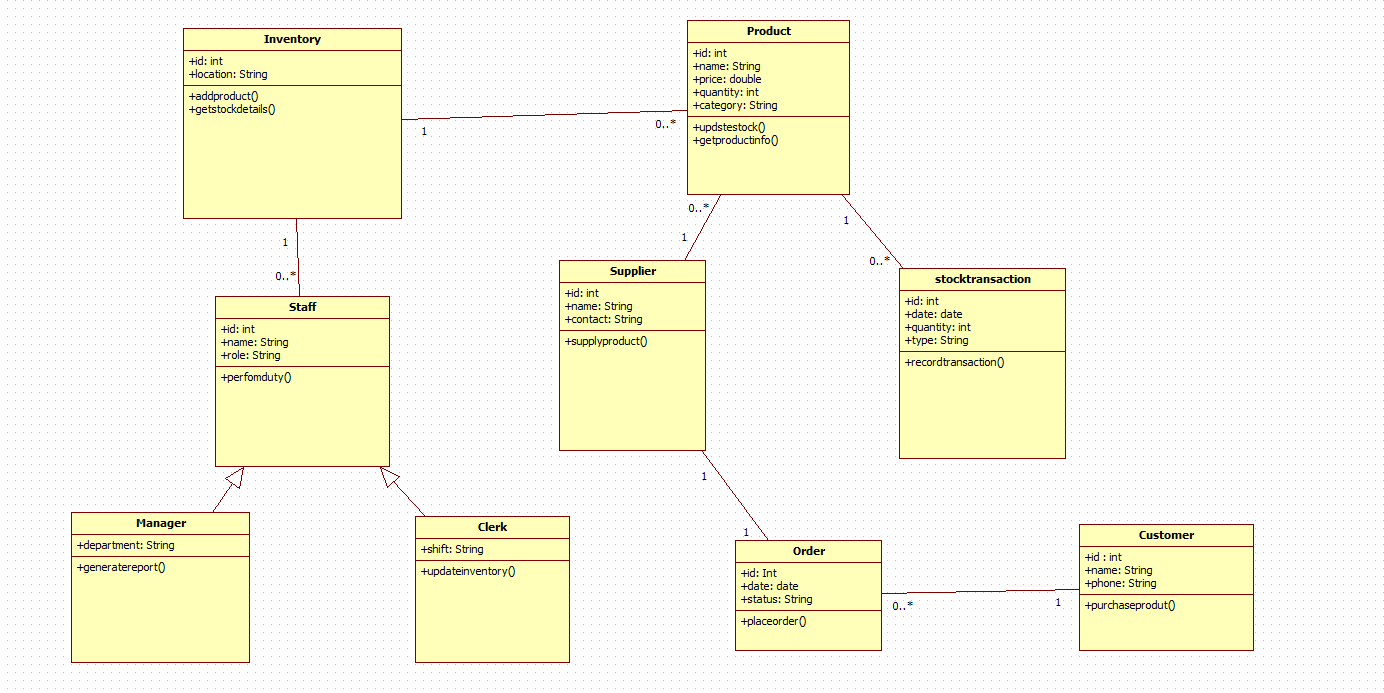 Inventory
+id: int
+location: String
+addproduct()
+getstockdetails()
1
0..*
Product
+id: int
+name: String
+price: double
+quantity: int
+category: String
+updstestock()
+getproductinfo()
0..*
1
1
0..*
1
0..*
Staff
+id: int
+name: String
+role: String
+perfomduty()
Supplier
+id: int
+name: String
+contact: String
+supplyproduct()
stocktransaction
+id: int
+date: date
+quantity: int
+type: String
+recordtransaction()
1
1
Manager
+department: String
+generatereport()
Clerk
+shift: String
+updateinventory()
Order
+id: Int
+date: date
+status: String
+placeorder()
0..*
1
Customer
+id : int
+name: String
+phone: String
+purchaseprodut()